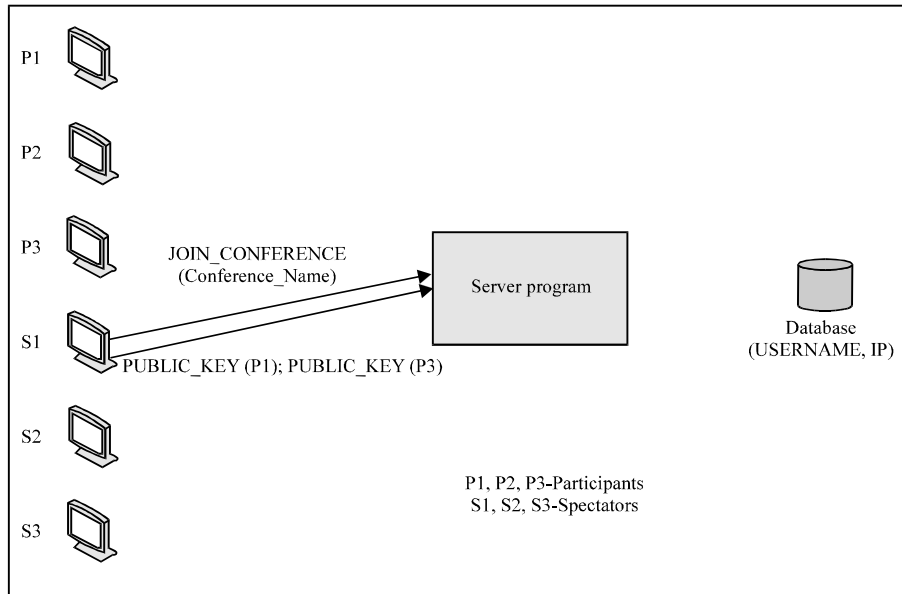 P1
P2
P3
JOIN_CONFERENCE
(Conference_Name)
Server program
S1
PUBLIC_KEY (P1); PUBLIC_KEY (P3)
Database
(USERNAME, IP)
S2
P1, P2, P3-Participants
S1, S2, S3-Spectators
S3